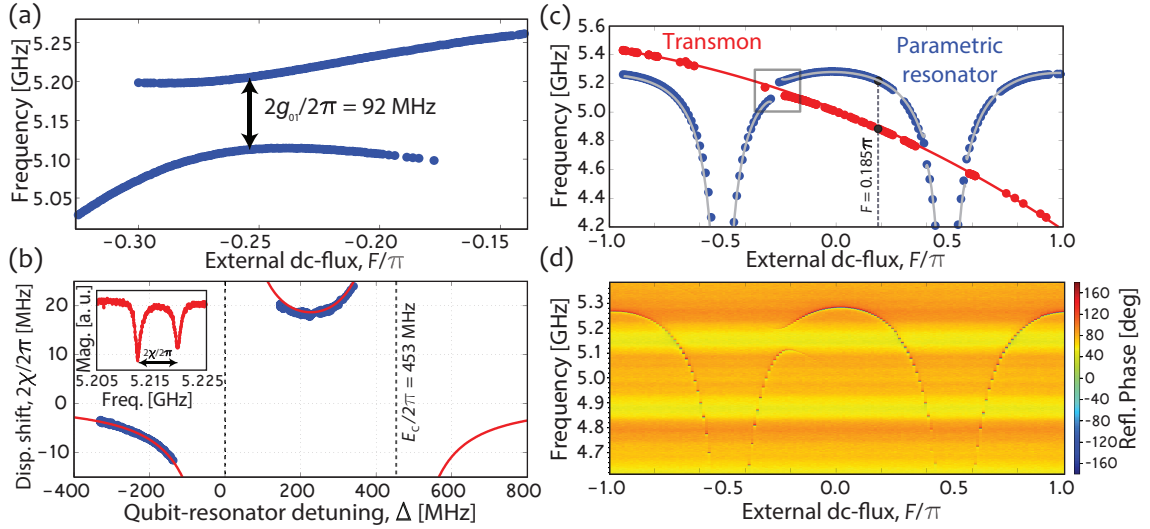 (a)
Frequency [GHz]
5.20
5.15
5.10
5.05
2g₀₁/2π = 92 MHz
−0.30
−0.25
−0.20
−0.15
External dc-flux, F/π
(b)
Disp. shift, 2χ/2π [MHz]
20
10
0
−10
Mag. [a. u.]
2χ/2π
5.205
5.215
5.225
Freq. [GHz]
E_C/2π = 453 MHz
−400
−200
0
200
400
600
800
Qubit-resonator detuning, Δ [MHz]
(c)
Frequency [GHz]
5.6
5.4
5.2
5.0
4.8
4.6
4.4
4.2
Transmon
Parametric
resonator
F = 0.185π
−1.0
−0.5
0.0
0.5
1.0
External dc-flux, F/π
(d)
Frequency [GHz]
5.3
5.2
5.1
5.0
4.9
4.8
4.7
−1.0
−0.5
0.0
0.5
1.0
External dc-flux, F/π
160
120
80
40
0
−40
−80
−120
−160
Refl. Phase [deg]